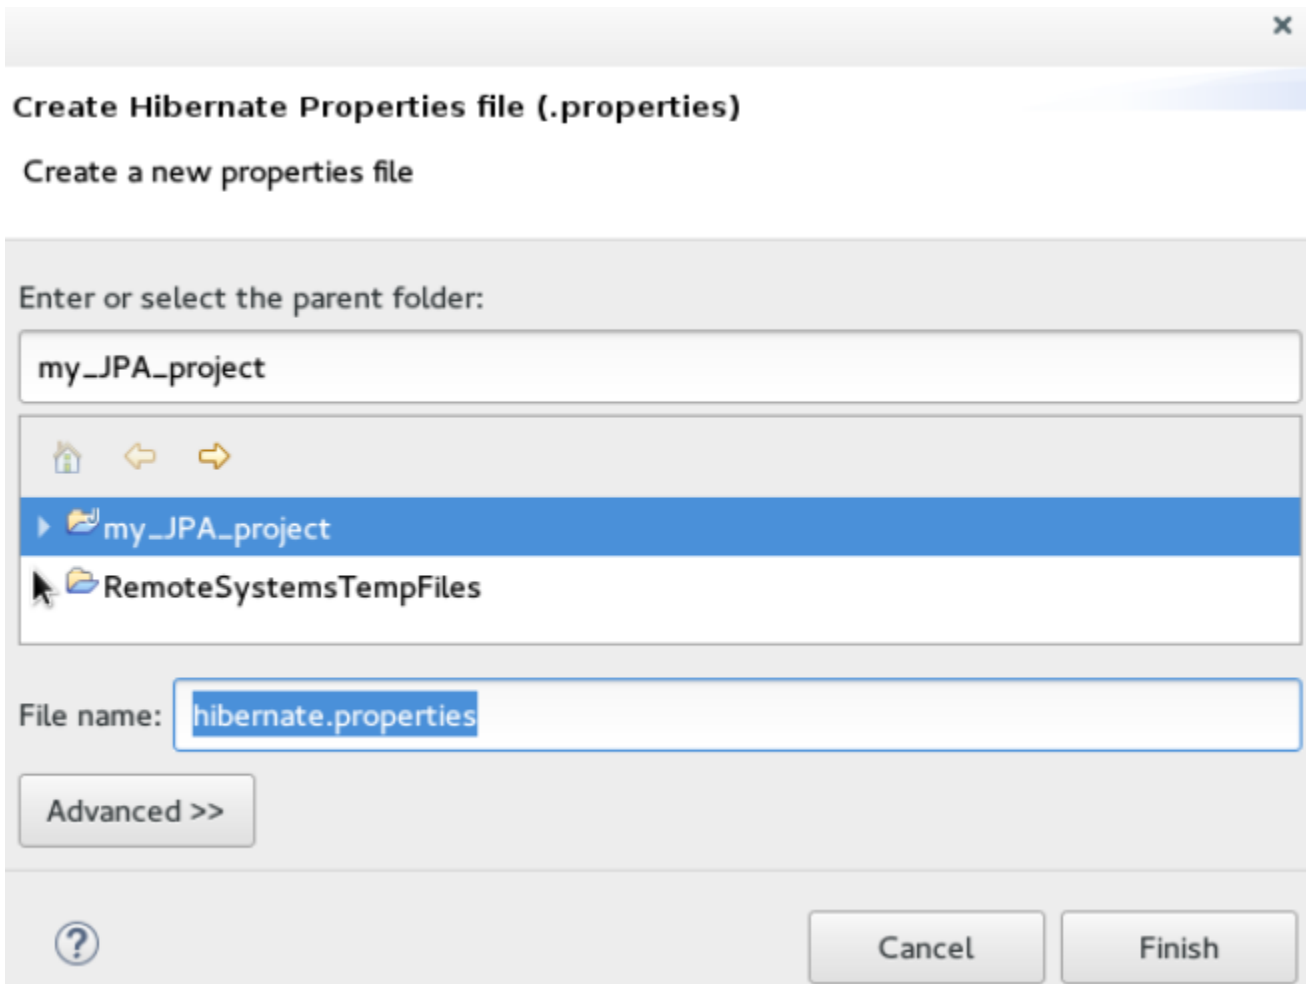 Create Hibernate Properties file (.properties)
Create a new properties file
Enter or select the parent folder:
my_JPA_project
my_JPA_project
RemoteSystemsTempFiles
File name: hibernate.properties
Advanced >>
Cancel Finish